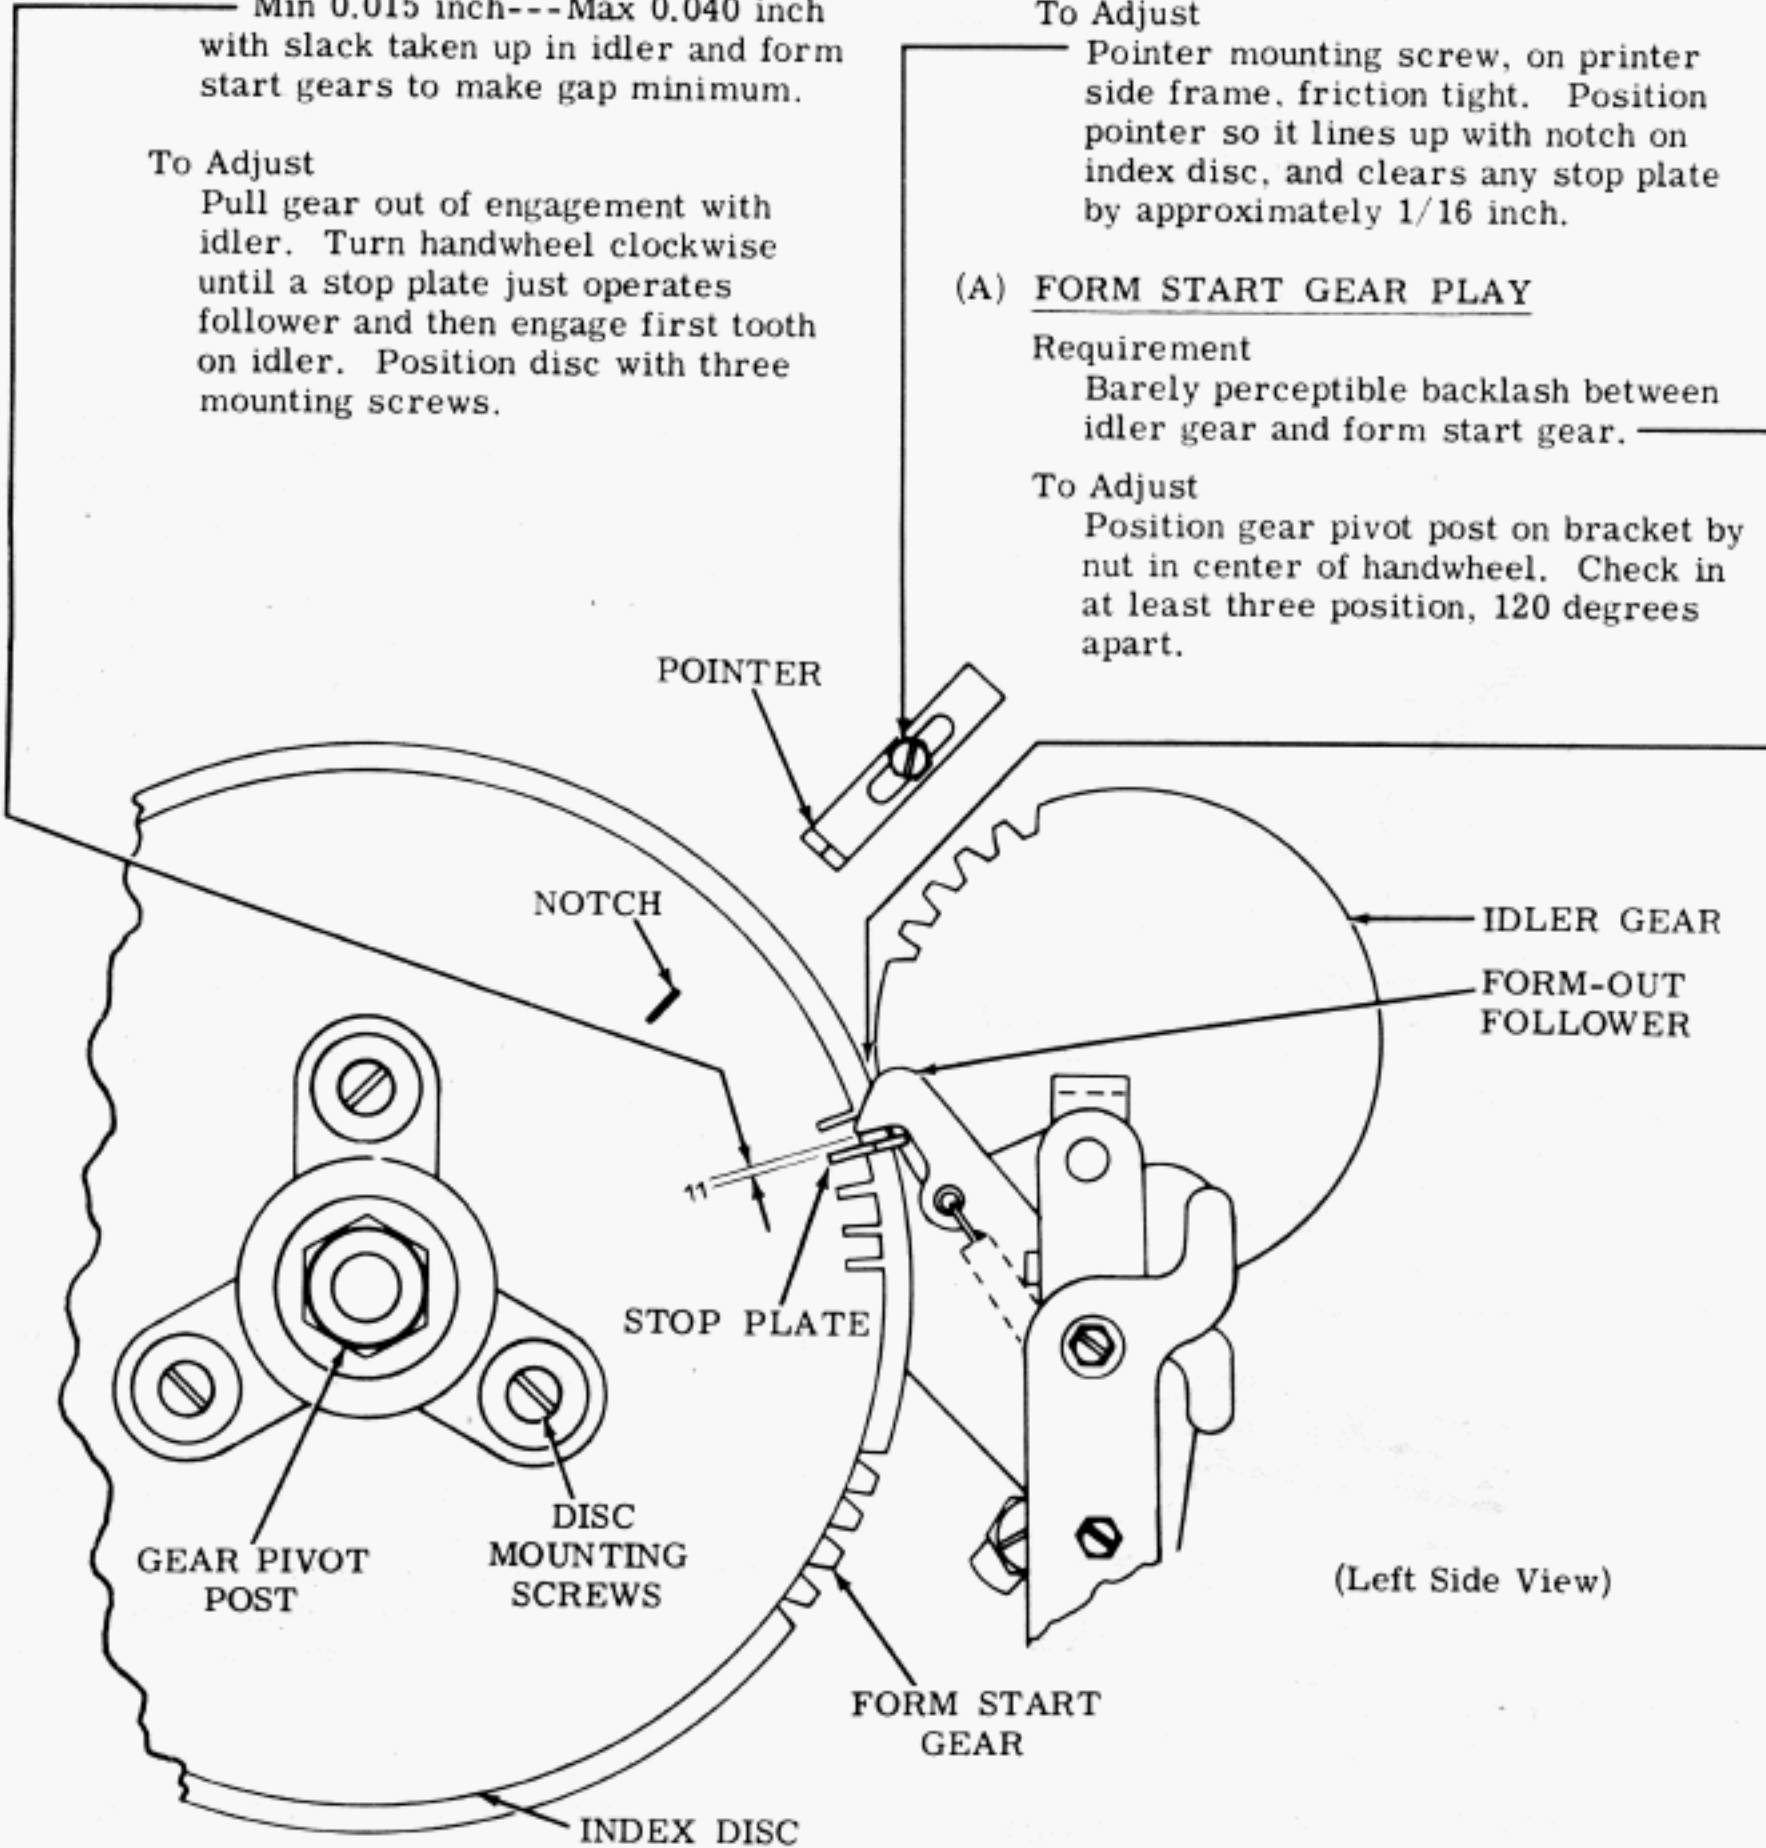 Min 0.015 inch---Max 0.040 inch
with slack taken up in idler and form
start gears to make gap minimum.
To Adjust
Pull gear out of engagement with
idler. Turn handwheel clockwise
until a stop plate just operates
follower and then engage first tooth
on idler. Position disc with three
mounting screws.
To Adjust
Pointer mounting screw, on printer
side frame, friction tight. Position
pointer so it lines up with notch on
index disc, and clears any stop plate
by approximately 1/16 inch.
(A) FORM START GEAR PLAY
Requirement
Barely perceptible backlash between
idler gear and form start gear.
To Adjust
Position gear pivot post on bracket by
nut in center of handwheel. Check in
at least three position, 120 degrees
apart.
POINTER
NOTCH
IDLER GEAR
FORM-OUT
FOLLOWER
11
STOP PLATE
GEAR PIVOT
POST
DISC
MOUNTING
SCREWS
(Left Side View)
FORM START
GEAR
INDEX DISC